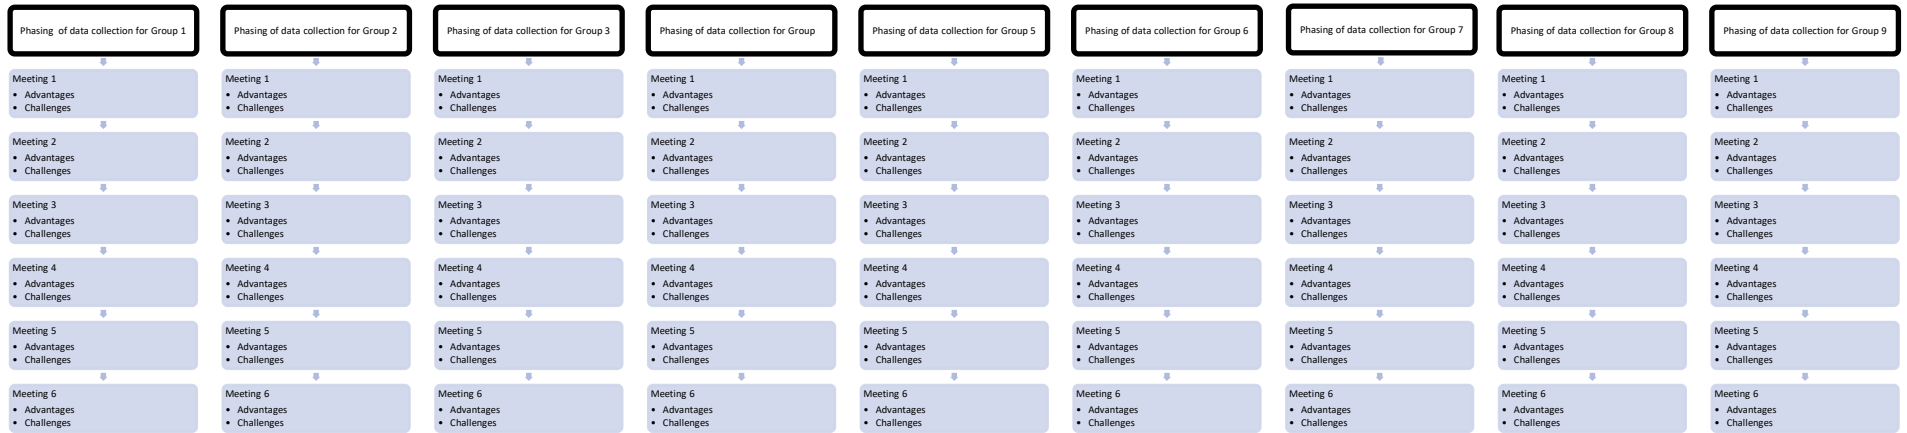 Phasing of data collection for Group 1
Meeting 1
• Advantages
• Challenges
Meeting 2
• Advantages
• Challenges
Meeting 3
• Advantages
• Challenges
Meeting 4
• Advantages
• Challenges
Meeting 5
• Advantages
• Challenges
Meeting 6
• Advantages
• Challenges
Phasing of data collection for Group 2
Meeting 1
• Advantages
• Challenges
Meeting 2
• Advantages
• Challenges
Meeting 3
• Advantages
• Challenges
Meeting 4
• Advantages
• Challenges
Meeting 5
• Advantages
• Challenges
Meeting 6
• Advantages
• Challenges
Phasing of data collection for Group 3
Meeting 1
• Advantages
• Challenges
Meeting 2
• Advantages
• Challenges
Meeting 3
• Advantages
• Challenges
Meeting 4
• Advantages
• Challenges
Meeting 5
• Advantages
• Challenges
Meeting 6
• Advantages
• Challenges
Phasing of data collection for Group
Meeting 1
• Advantages
• Challenges
Meeting 2
• Advantages
• Challenges
Meeting 3
• Advantages
• Challenges
Meeting 4
• Advantages
• Challenges
Meeting 5
• Advantages
• Challenges
Meeting 6
• Advantages
• Challenges
Phasing of data collection for Group 5
Meeting 1
• Advantages
• Challenges
Meeting 2
• Advantages
• Challenges
Meeting 3
• Advantages
• Challenges
Meeting 4
• Advantages
• Challenges
Meeting 5
• Advantages
• Challenges
Meeting 6
• Advantages
• Challenges
Phasing of data collection for Group 6
Meeting 1
• Advantages
• Challenges
Meeting 2
• Advantages
• Challenges
Meeting 3
• Advantages
• Challenges
Meeting 4
• Advantages
• Challenges
Meeting 5
• Advantages
• Challenges
Meeting 6
• Advantages
• Challenges
Phasing of data collection for Group 7
Meeting 1
• Advantages
• Challenges
Meeting 2
• Advantages
• Challenges
Meeting 3
• Advantages
• Challenges
Meeting 4
• Advantages
• Challenges
Meeting 5
• Advantages
• Challenges
Meeting 6
• Advantages
• Challenges
Phasing of data collection for Group 8
Meeting 1
• Advantages
• Challenges
Meeting 2
• Advantages
• Challenges
Meeting 3
• Advantages
• Challenges
Meeting 4
• Advantages
• Challenges
Meeting 5
• Advantages
• Challenges
Meeting 6
• Advantages
• Challenges
Phasing of data collection for Group 9
Meeting 1
• Advantages
• Challenges
Meeting 2
• Advantages
• Challenges
Meeting 3
• Advantages
• Challenges
Meeting 4
• Advantages
• Challenges
Meeting 5
• Advantages
• Challenges
Meeting 6
• Advantages
• Challenges